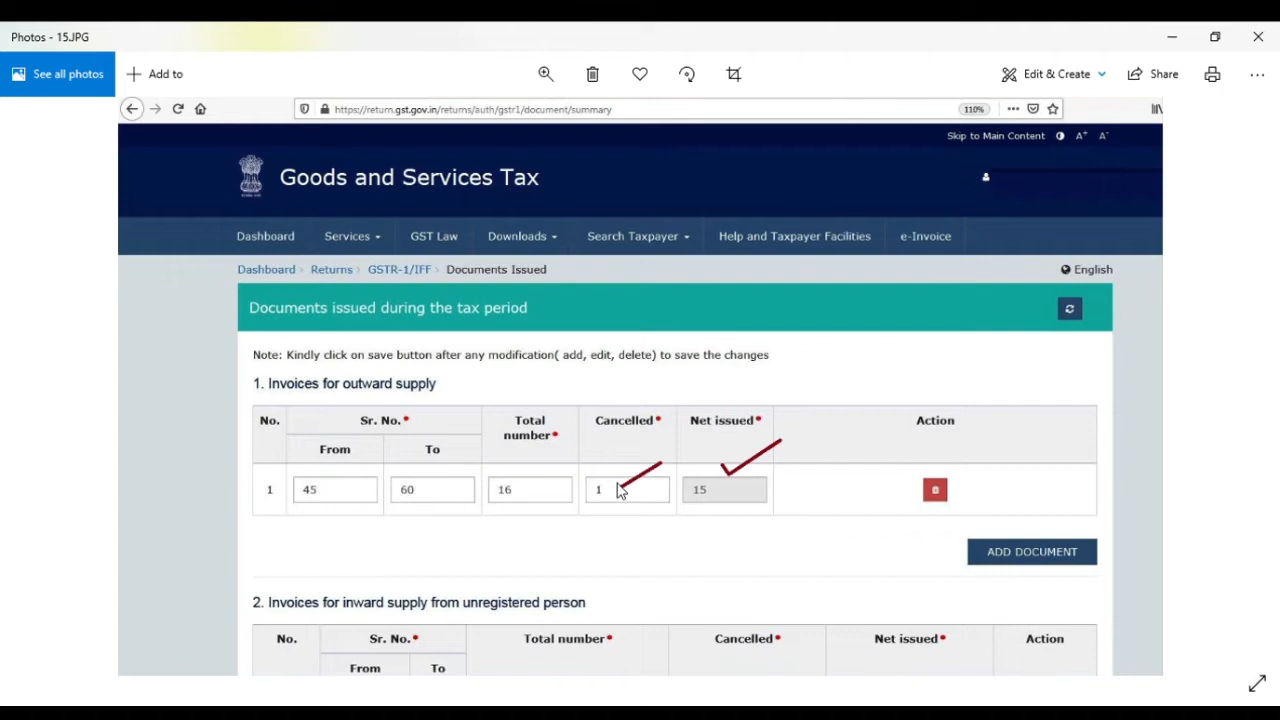 Photos - 15.JPG
See all photos
Add to
Edit & Create
Share
https://return.gst.gov.in/returns/auth/gstr1/document/summary
110%
Skip to Main Content A+ A-
Goods and Services Tax
Dashboard Services GST Law Downloads Search Taxpayer Help and Taxpayer Facilities e-Invoice
Dashboard Returns GSTR-1/IFF Documents Issued
English
Documents issued during the tax period
Note: Kindly click on save button after any modification( add, edit, delete) to save the changes
1. Invoices for outward supply
No. Sr. No.* Total number* Cancelled* Net issued* Action
From To
1 45 60 16 1 15
ADD DOCUMENT
2. Invoices for inward supply from unregistered person
No. Sr. No.* Total number* Cancelled* Net issued* Action
From To